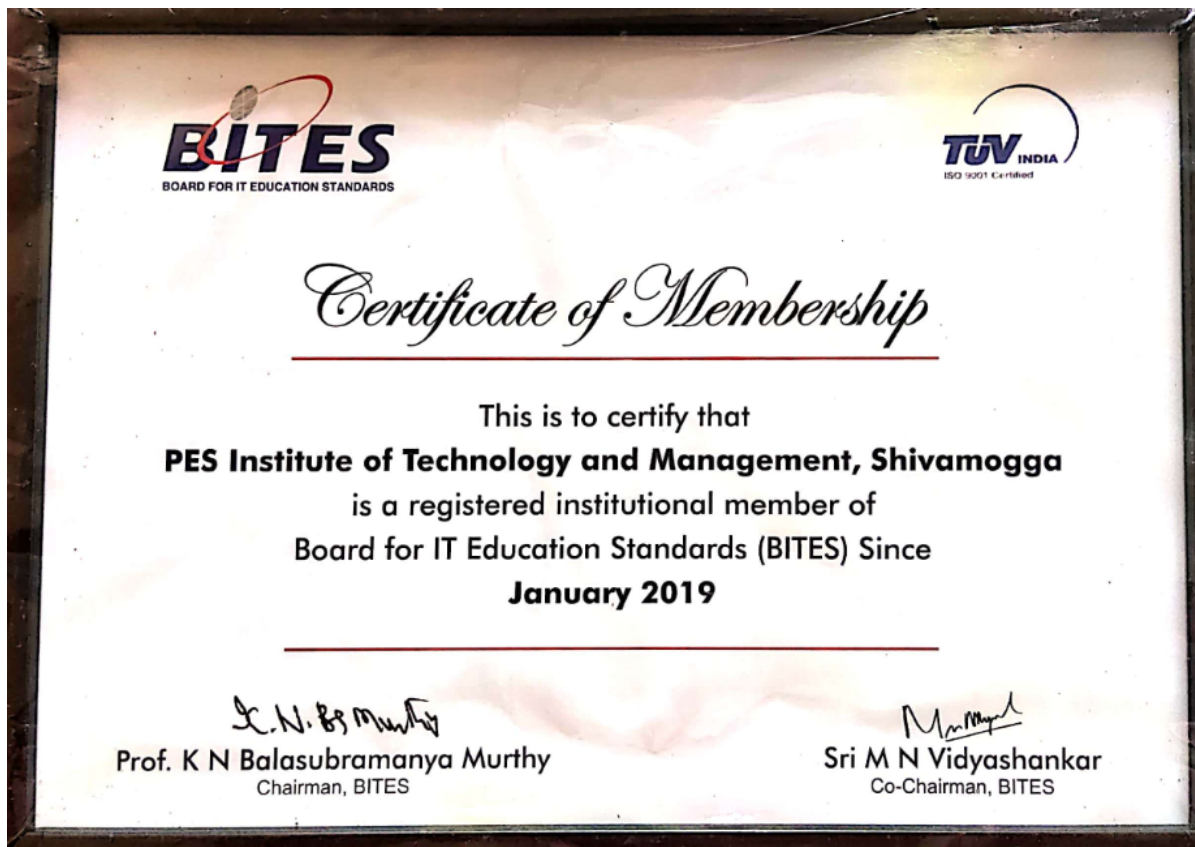 BITES
BOARD FOR IT EDUCATION STANDARDS
TÜV INDIA
ISO 9001 Certified
Certificate of Membership
This is to certify that
PES Institute of Technology and Management, Shivamogga
is a registered institutional member of
Board for IT Education Standards (BITES) Since
January 2019
K.N.BS Murthy
Prof. K N Balasubramanya Murthy
Chairman, BITES
Sri M N Vidyashankar
Co-Chairman, BITES